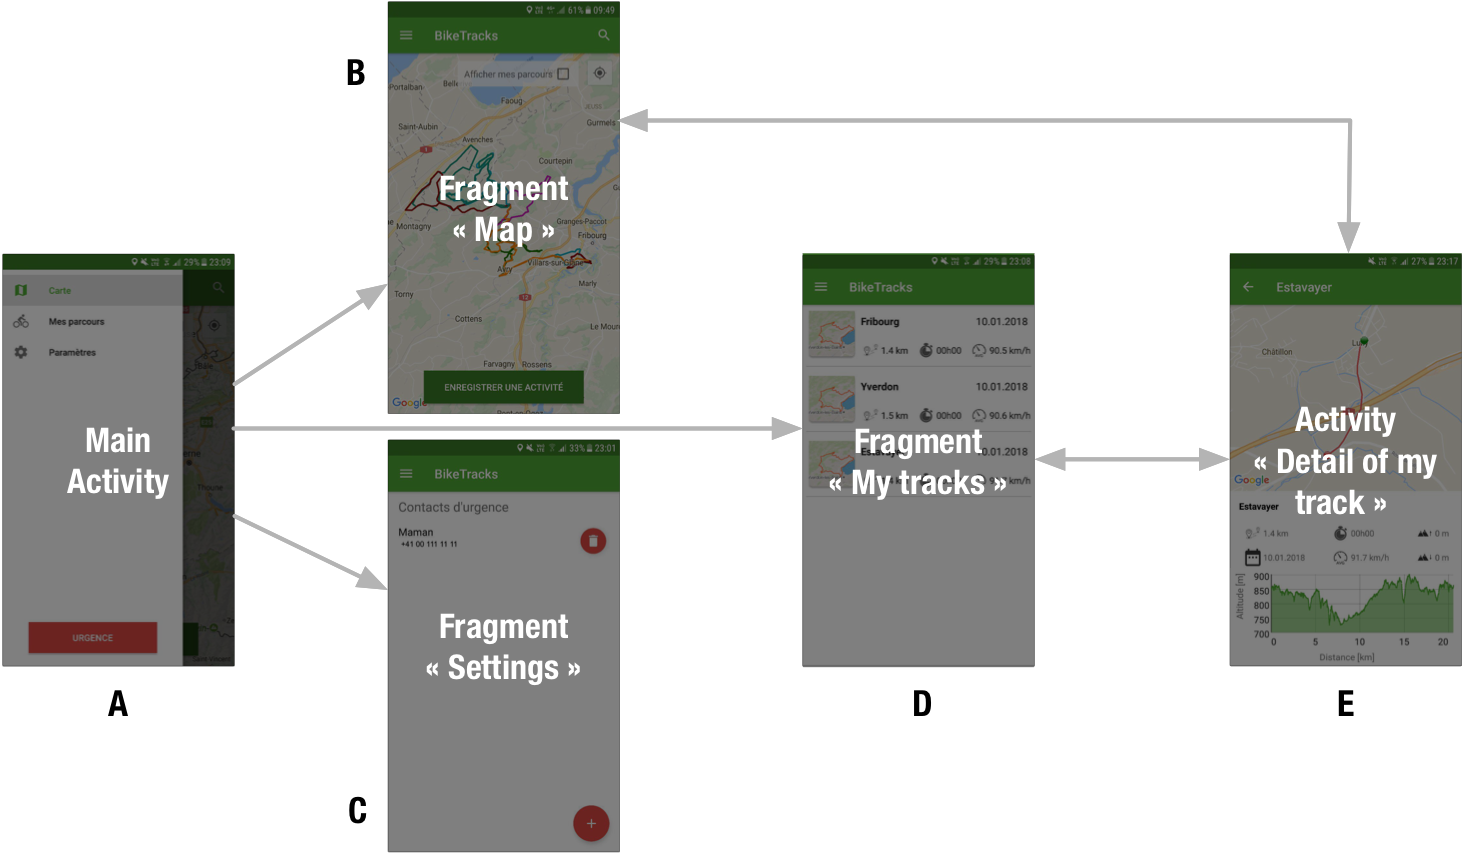 A
29% 23:09
Carte
Mes parcours
Paramètres
Main
Activity
URGENCE
B
61% 09:49
BikeTracks
Afficher mes parcours
Portalban
Faoug
JEUSS
Gurmels
Saint-Aubin
Avenches
Courtepin
Fragment
« Map »
Montagny
Granges-Paccot
Fribourg
Avry
Villars-sur-Glâne
Marly
Torny
Cottens
Le Mour
Farvagny
Rossens
ENREGISTRER UNE ACTIVITÉ
Google
C
33% 23:01
BikeTracks
Contacts d'urgence
Maman
+41 00 111 11 11
Fragment
« Settings »
+
D
29% 23:08
BikeTracks
Fribourg 10.01.2018
1.4 km 00h00 90.5 km/h
Yverdon 10.01.2018
1.5 km 00h00 90.6 km/h
10.01.2018
Fragment
« My tracks »
E
27% 23:17
Estavayer
Châtillon
Activity
« Detail of my
track »
Google
Estavayer
1.4 km 00h00 0 m
10.01.2018 91.7 km/h 0 m
Altitude [m]
900
850
800
750
700
0 5 10 15 20
Distance [km]